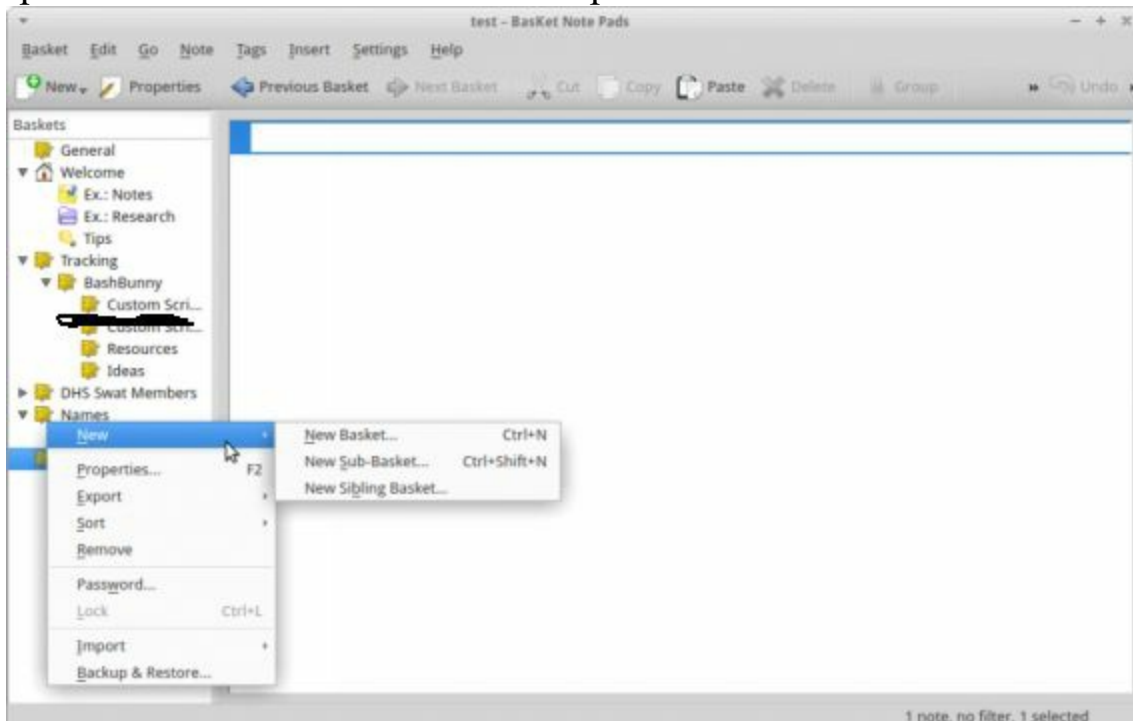 test - BasKet Note Pads
Basket Edit Go Note Tags Insert Settings Help
New Properties Previous Basket Next Basket Cut Copy Paste Delete Group Undo
Baskets
General
Welcome
Ex.: Notes
Ex.: Research
Tips
Tracking
BashBunny
Custom Scri...
Custom Scri...
Resources
Ideas
DHS Swat Members
Names
New
Properties... F2
Export
Sort
Remove
Password...
Lock Ctrl+L
Import
Backup & Restore...
New Basket... Ctrl+N
New Sub-Basket... Ctrl+Shift+N
New Sibling Basket...
1 note, no filter, 1 selected